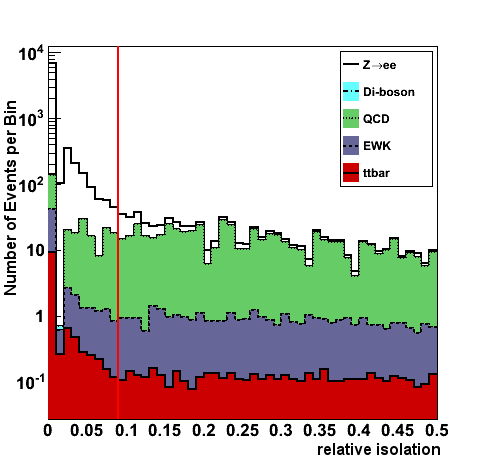 Number of Events per Bin
10^4
10^3
10^2
10
1
10^-1
Z→ee
Di-boson
QCD
EWK
ttbar
0 0.05 0.1 0.15 0.2 0.25 0.3 0.35 0.4 0.45 0.5
relative isolation